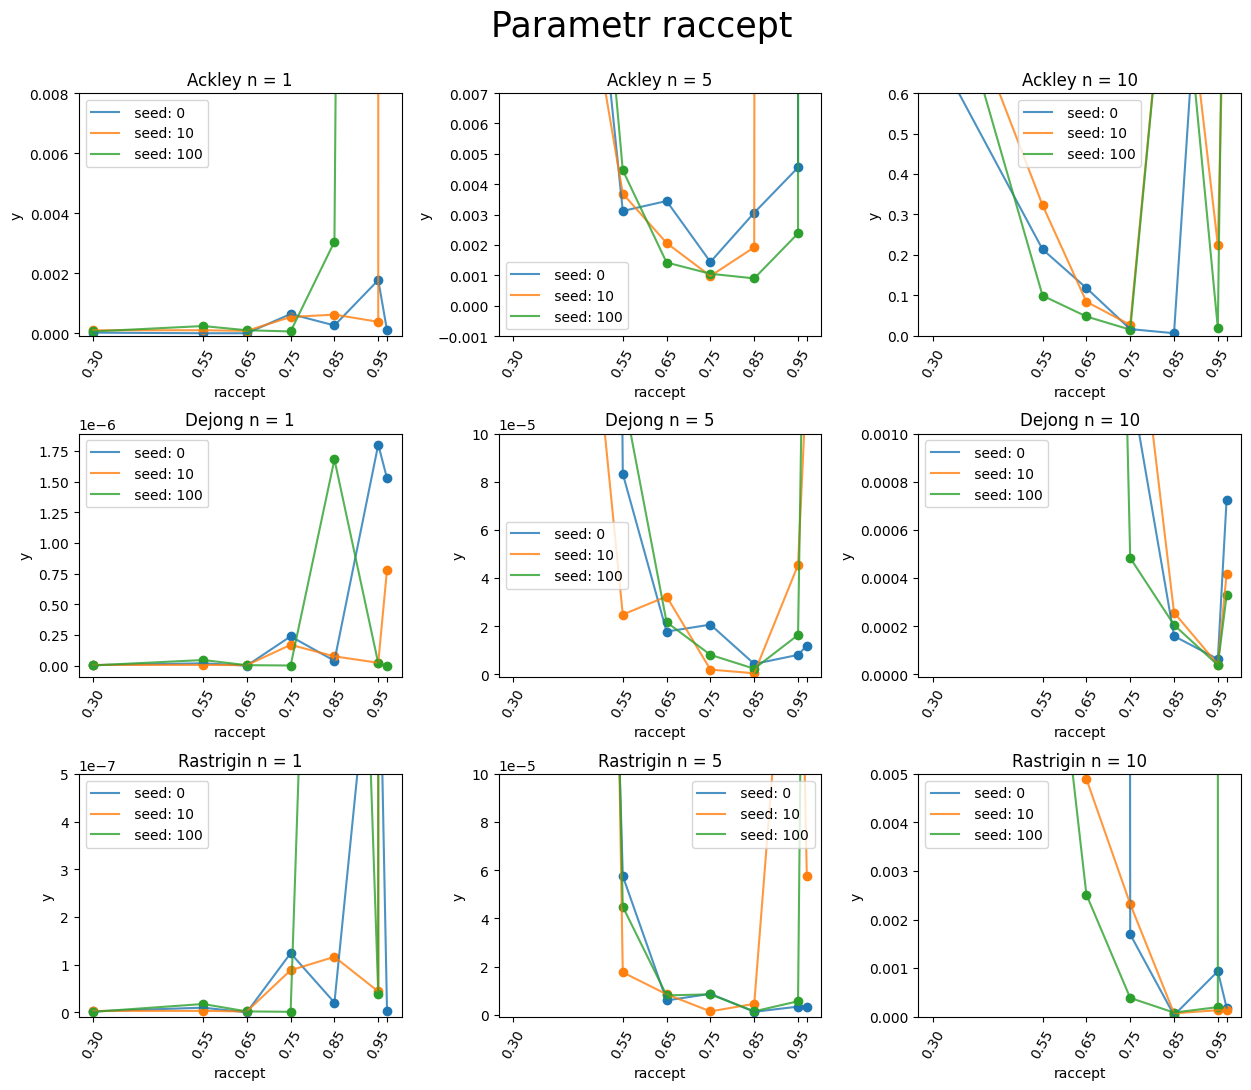 Parametr raccept
Ackley n = 1
0.008
0.006
0.004
0.002
0.000
y
seed: 0
seed: 10
seed: 100
0.30
0.55
0.65
0.75
0.85
0.95
raccept
Ackley n = 5
0.007
0.006
0.005
0.004
0.003
0.002
0.001
0.000
−0.001
y
seed: 0
seed: 10
seed: 100
0.30
0.55
0.65
0.75
0.85
0.95
raccept
Ackley n = 10
0.6
0.5
0.4
0.3
0.2
0.1
0.0
y
seed: 0
seed: 10
seed: 100
0.30
0.55
0.65
0.75
0.85
0.95
raccept
Dejong n = 1
1e−6
1.75
1.50
1.25
1.00
0.75
0.50
0.25
0.00
y
seed: 0
seed: 10
seed: 100
0.30
0.55
0.65
0.75
0.85
0.95
raccept
Dejong n = 5
1e−5
10
8
6
4
2
0
y
seed: 0
seed: 10
seed: 100
0.30
0.55
0.65
0.75
0.85
0.95
raccept
Dejong n = 10
0.0010
0.0008
0.0006
0.0004
0.0002
0.0000
y
seed: 0
seed: 10
seed: 100
0.30
0.55
0.65
0.75
0.85
0.95
raccept
Rastrigin n = 1
1e−7
5
4
3
2
1
0
y
seed: 0
seed: 10
seed: 100
0.30
0.55
0.65
0.75
0.85
0.95
raccept
Rastrigin n = 5
1e−5
10
8
6
4
2
0
y
seed: 0
seed: 10
seed: 100
0.30
0.55
0.65
0.75
0.85
0.95
raccept
Rastrigin n = 10
0.005
0.004
0.003
0.002
0.001
0.000
y
seed: 0
seed: 10
seed: 100
0.30
0.55
0.65
0.75
0.85
0.95
raccept